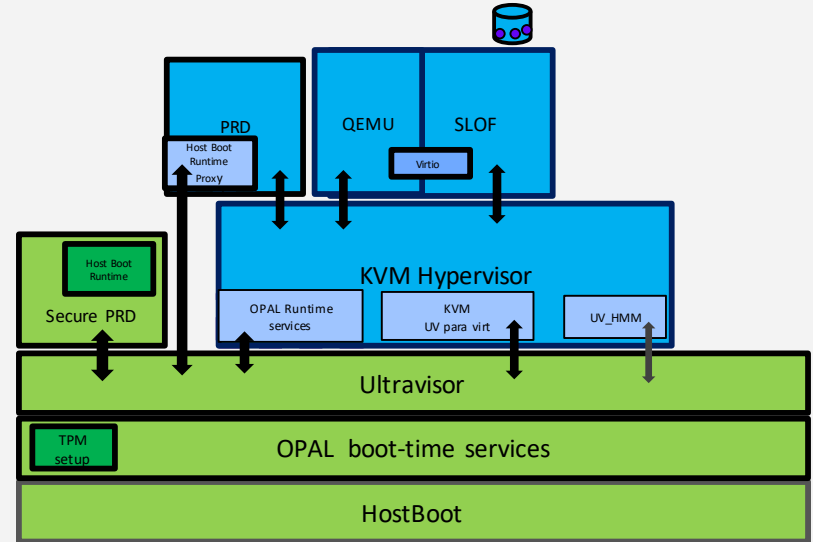 PRD
Host Boot
Runtime
Proxy
QEMU
SLOF
Virtio
Host Boot
Runtime
Secure PRD
KVM Hypervisor
OPAL Runtime
services
KVM
UV para virt
UV_HMM
Ultravisor
TPM
setup
OPAL boot-time services
HostBoot